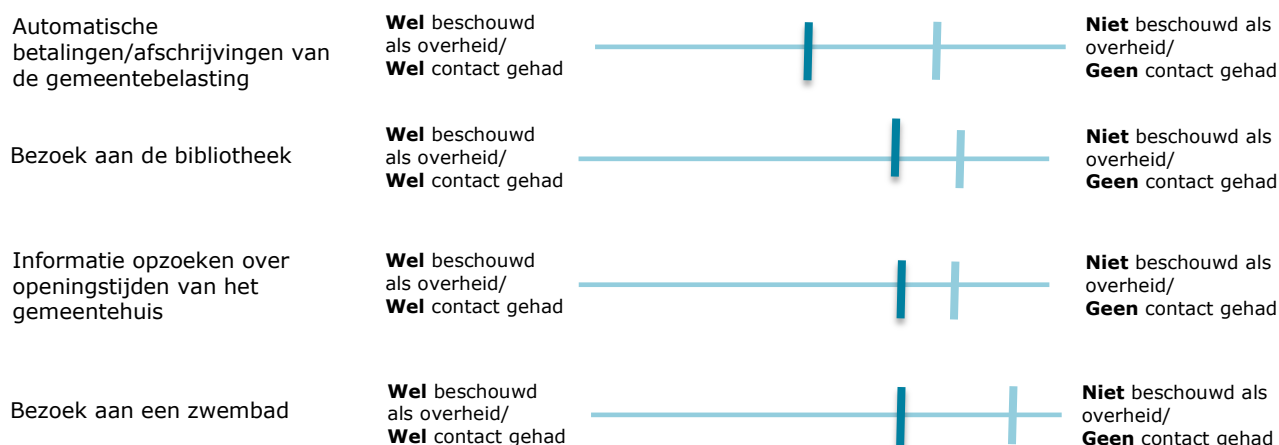 Automatische
betalingen/afschrijvingen van
de gemeentebelasting
Wel beschouwd
als overheid/
Wel contact gehad
Niet beschouwd als
overheid/
Geen contact gehad
Bezoek aan de bibliotheek
Wel beschouwd
als overheid/
Wel contact gehad
Niet beschouwd als
overheid/
Geen contact gehad
Informatie opzoeken over
openingstijden van het
gemeentehuis
Wel beschouwd
als overheid/
Wel contact gehad
Niet beschouwd als
overheid/
Geen contact gehad
Bezoek aan een zwembad
Wel beschouwd
als overheid/
Wel contact gehad
Niet beschouwd als
overheid/
Geen contact gehad